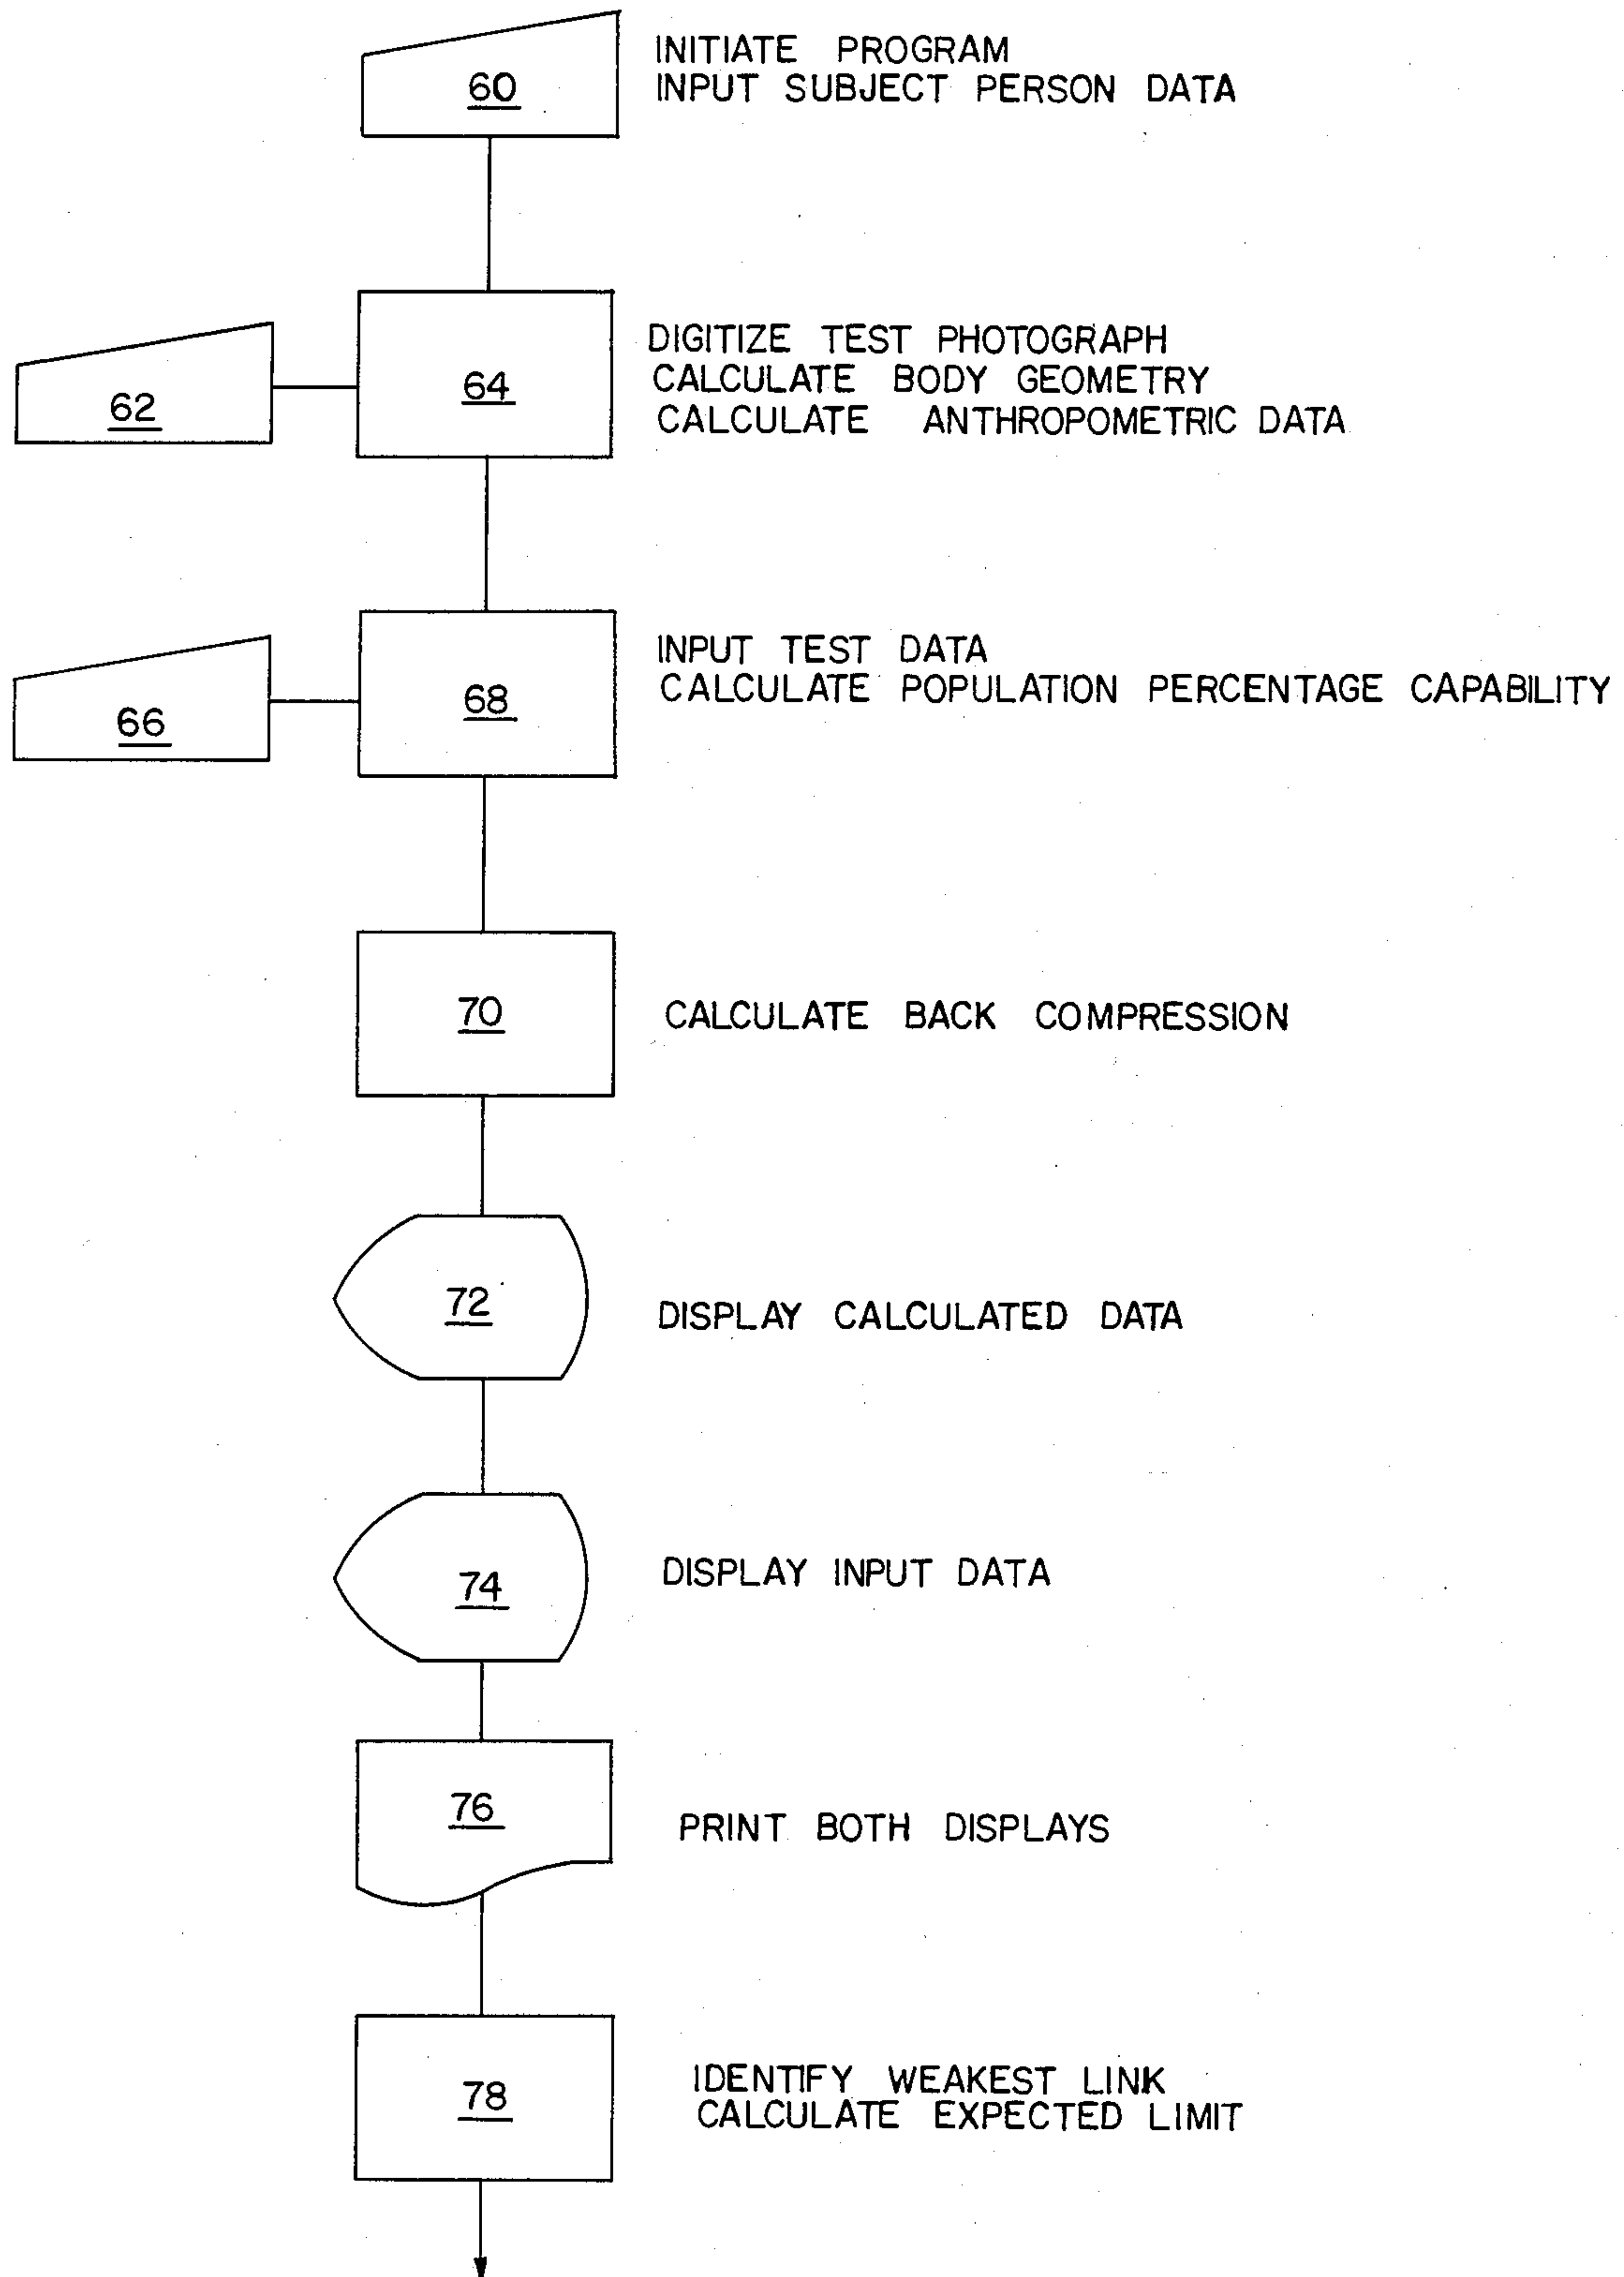 60
INITIATE PROGRAM
INPUT SUBJECT PERSON DATA
62
64
DIGITIZE TEST PHOTOGRAPH
CALCULATE BODY GEOMETRY
CALCULATE ANTHROPOMETRIC DATA
66
68
INPUT TEST DATA
CALCULATE POPULATION PERCENTAGE CAPABILITY
70
CALCULATE BACK COMPRESSION
72
DISPLAY CALCULATED DATA
74
DISPLAY INPUT DATA
76
PRINT BOTH DISPLAYS
78
IDENTIFY WEAKEST LINK
CALCULATE EXPECTED LIMIT